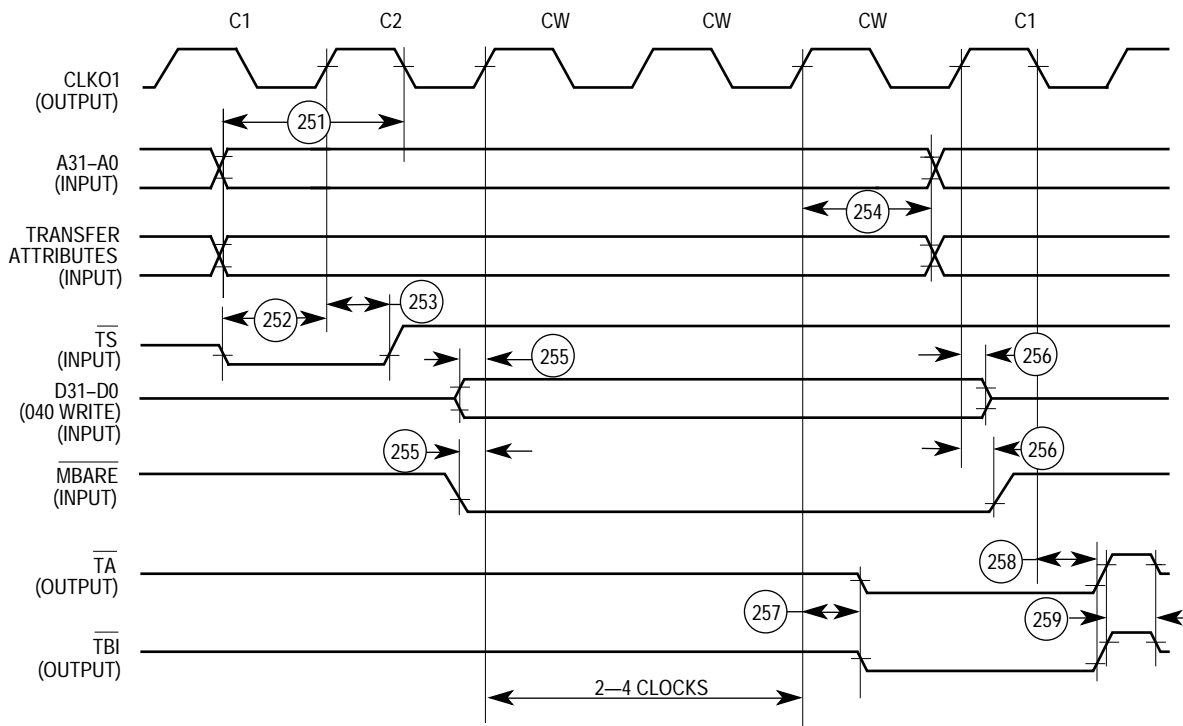 C1 C2 CW CW CW C1
CLKO1
(OUTPUT)
251
A31–A0
(INPUT)
254
TRANSFER
ATTRIBUTES
(INPUT)
252
253
TS
(INPUT)
255
256
D31–D0
(040 WRITE)
(INPUT)
255
256
MBARE
(INPUT)
TA
(OUTPUT)
258
257
259
TBI
(OUTPUT)
2—4 CLOCKS